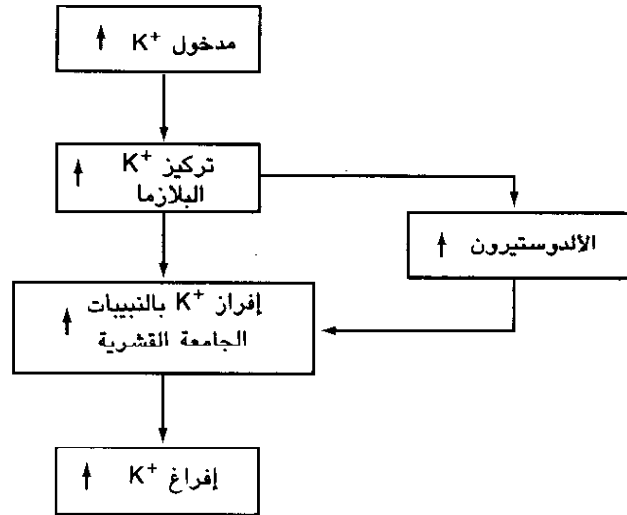 مدخول K⁺ ↑
تركيز K⁺ ↑
البلازما
الألدوستيرون ↑
إفراز K⁺ بالنبيبات ↑
الجامعة القشرية
إفراغ K⁺ ↑